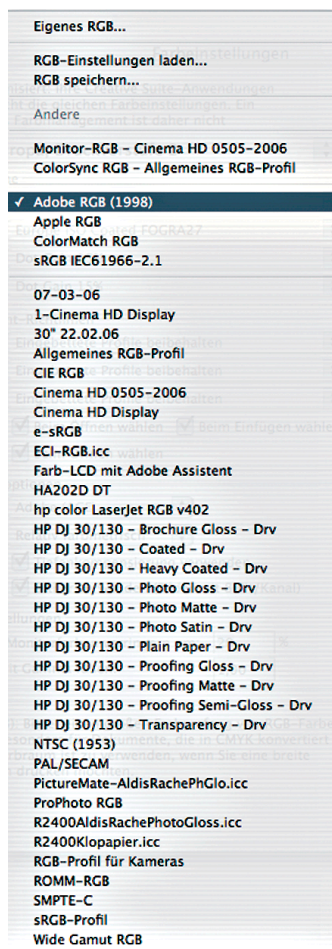 Eigenes RGB...
RGB-Einstellungen laden...
RGB speichern...
Andere
Monitor-RGB - Cinema HD 0505-2006
ColorSync RGB - Allgemeines RGB-Profil
✓ Adobe RGB (1998)
Apple RGB
ColorMatch RGB
sRGB IEC61966-2.1
07-03-06
1-Cinema HD Display
30" 22.02.06
Allgemeines RGB-Profil
CIE RGB
Cinema HD 0505-2006
Cinema HD Display
e-sRGB
ECI-RGB.icc
Farb-LCD mit Adobe Assistent
HA202D DT
hp color LaserJet RGB v402
HP DJ 30/130 - Brochure Gloss - Drv
HP DJ 30/130 - Coated - Drv
HP DJ 30/130 - Heavy Coated - Drv
HP DJ 30/130 - Photo Gloss - Drv
HP DJ 30/130 - Photo Matte - Drv
HP DJ 30/130 - Photo Satin - Drv
HP DJ 30/130 - Plain Paper - Drv
HP DJ 30/130 - Proofing Gloss - Drv
HP DJ 30/130 - Proofing Matte - Drv
HP DJ 30/130 - Proofing Semi-Gloss - Drv
HP DJ 30/130 - Transparency - Drv
NTSC (1953)
PAL/SECAM
PictureMate-AldisRachePhGlo.icc
ProPhoto RGB
R2400AldisRachePhotoGloss.icc
R2400Klopapier.icc
RGB-Profil für Kameras
ROMM-RGB
SMPTE-C
sRGB-Profil
Wide Gamut RGB